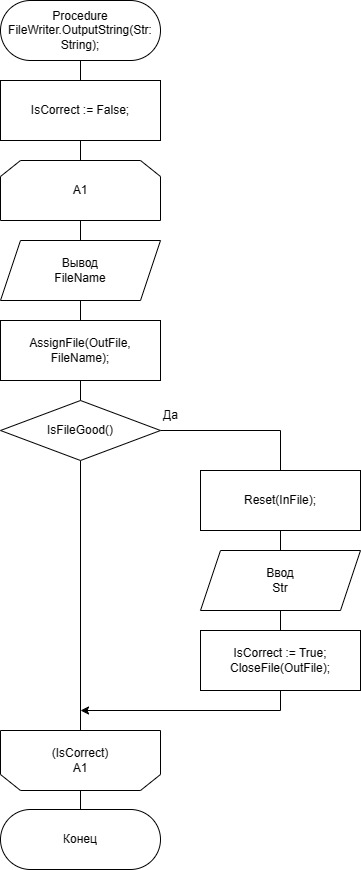 Procedure
FileWriter.OutputString(Str:
String);
IsCorrect := False;
A1
Вывод
FileName
AssignFile(OutFile,
FileName);
IsFileGood()
Да
Reset(InFile);
Ввод
Str
IsCorrect := True;
CloseFile(OutFile);
(IsCorrect)
A1
Конец